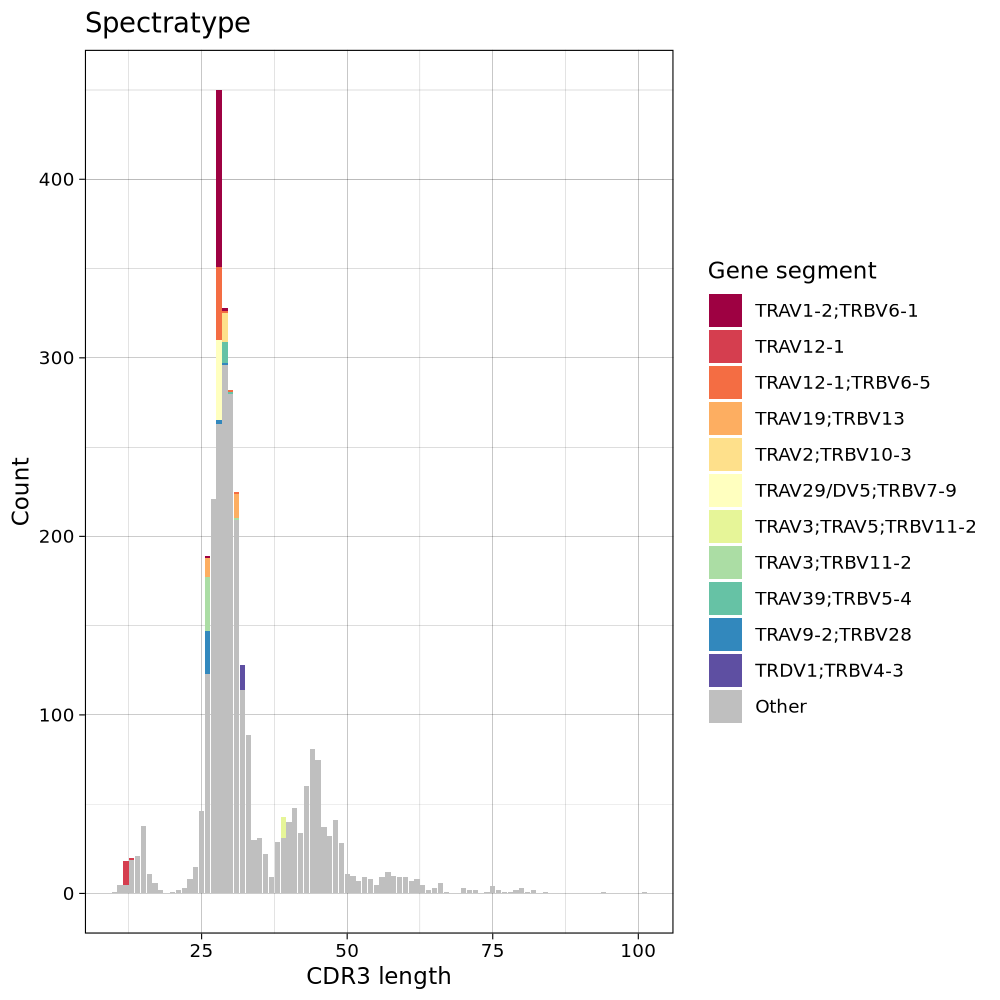 Spectratype
400
300
200
100
0
Count
25
50
75
100
CDR3 length
Gene segment
TRAV1-2;TRBV6-1
TRAV12-1
TRAV12-1;TRBV6-5
TRAV19;TRBV13
TRAV2;TRBV10-3
TRAV29/DV5;TRBV7-9
TRAV3;TRAV5;TRBV11-2
TRAV3;TRBV11-2
TRAV39;TRBV5-4
TRAV9-2;TRBV28
TRDV1;TRBV4-3
Other